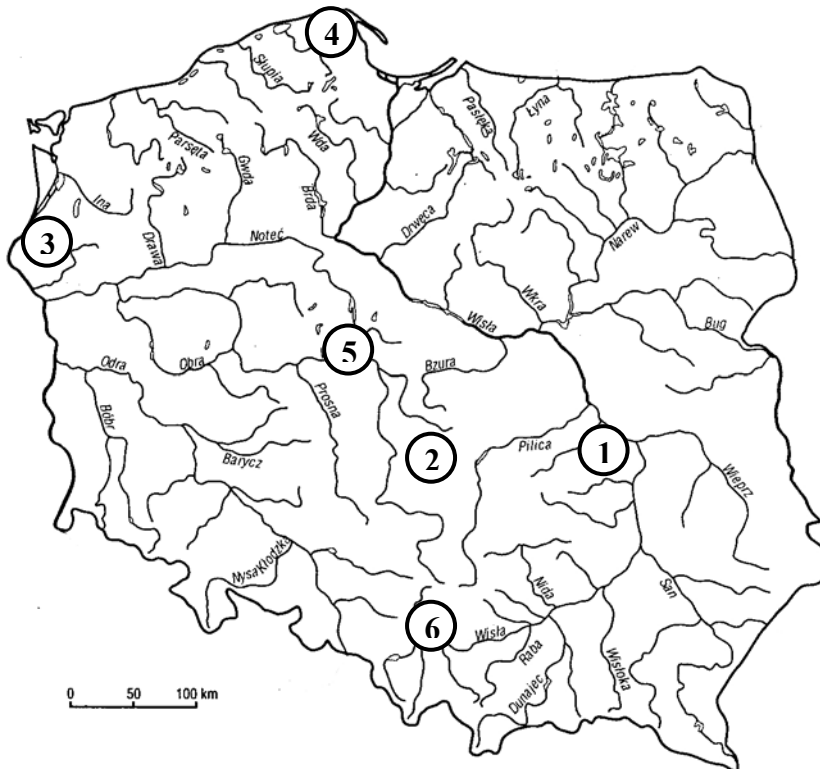 4
Słupia
Pasłęka
Łyna
Parsęta
Wda
Gwda
Ina
Brda
3
Drawa
Drwęca
Noteć
Narew
Wkra
Wisła
Bug
5
Odra
Obra
Bzura
Bóbr
Prosna
Pilica
1
2
Barycz
Wieprz
Nysa Kłodzka
Nida
San
6
Wisła
Raba
Wisłoka
Dunajec
0 50 100 km